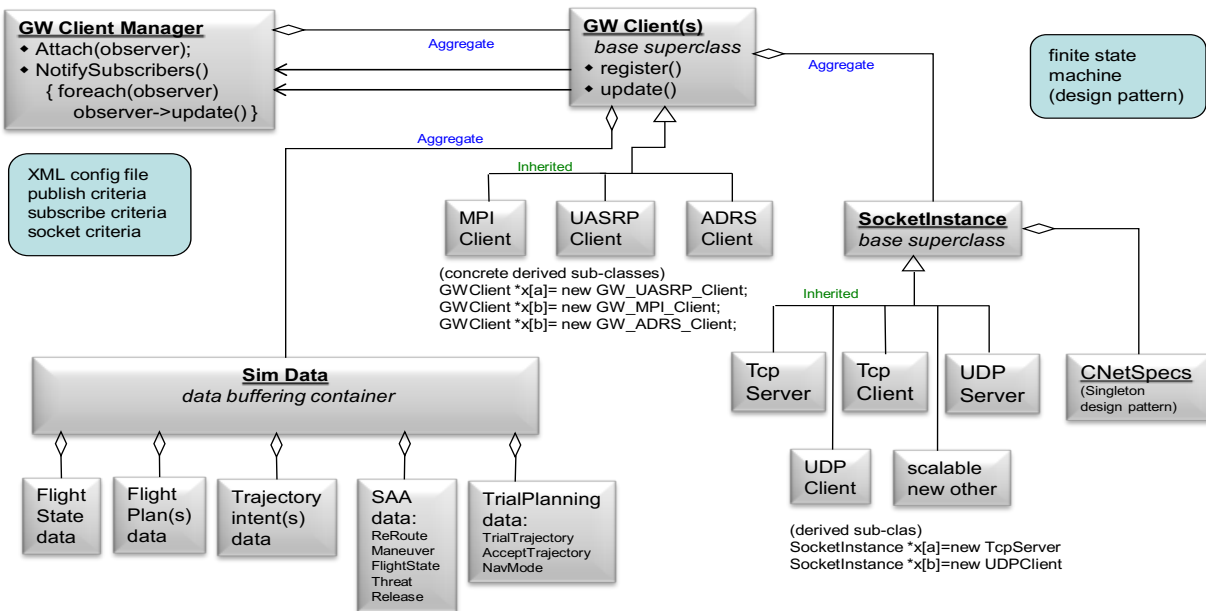 GW Client Manager
◆ Attach(observer);
◆ NotifySubscribers()
{ foreach(observer)
observer->update() }
Aggregate
GW Client(s)
base superclass
◆ register()
◆ update()
Aggregate
finite state
machine
(design pattern)
XML config file
publish criteria
subscribe criteria
socket criteria
Aggregate
Inherited
MPI
Client
UASRP
Client
ADRS
Client
(concrete derived sub-classes)
GWClient *x[a]= new GW_UASRP_Client;
GWClient *x[b]= new GW_MPI_Client;
GWClient *x[b]= new GW_ADRS_Client;
SocketInstance
base superclass
Inherited
Tcp
Server
Tcp
Client
UDP
Server
CNetSpecs
(Singleton
design pattern)
UDP
Client
scalable
new other
(derived sub-clas)
SocketInstance *x[a]=new TcpServer
SocketInstance *x[b]=new UDPClient
Sim Data
data buffering container
Flight
State
data
Flight
Plan(s)
data
Trajectory
intent(s)
data
SAA
data:
ReRoute
Maneuver
FlightState
Threat
Release
TrialPlanning
data:
TrialTrajectory
AcceptTrajectory
NavMode